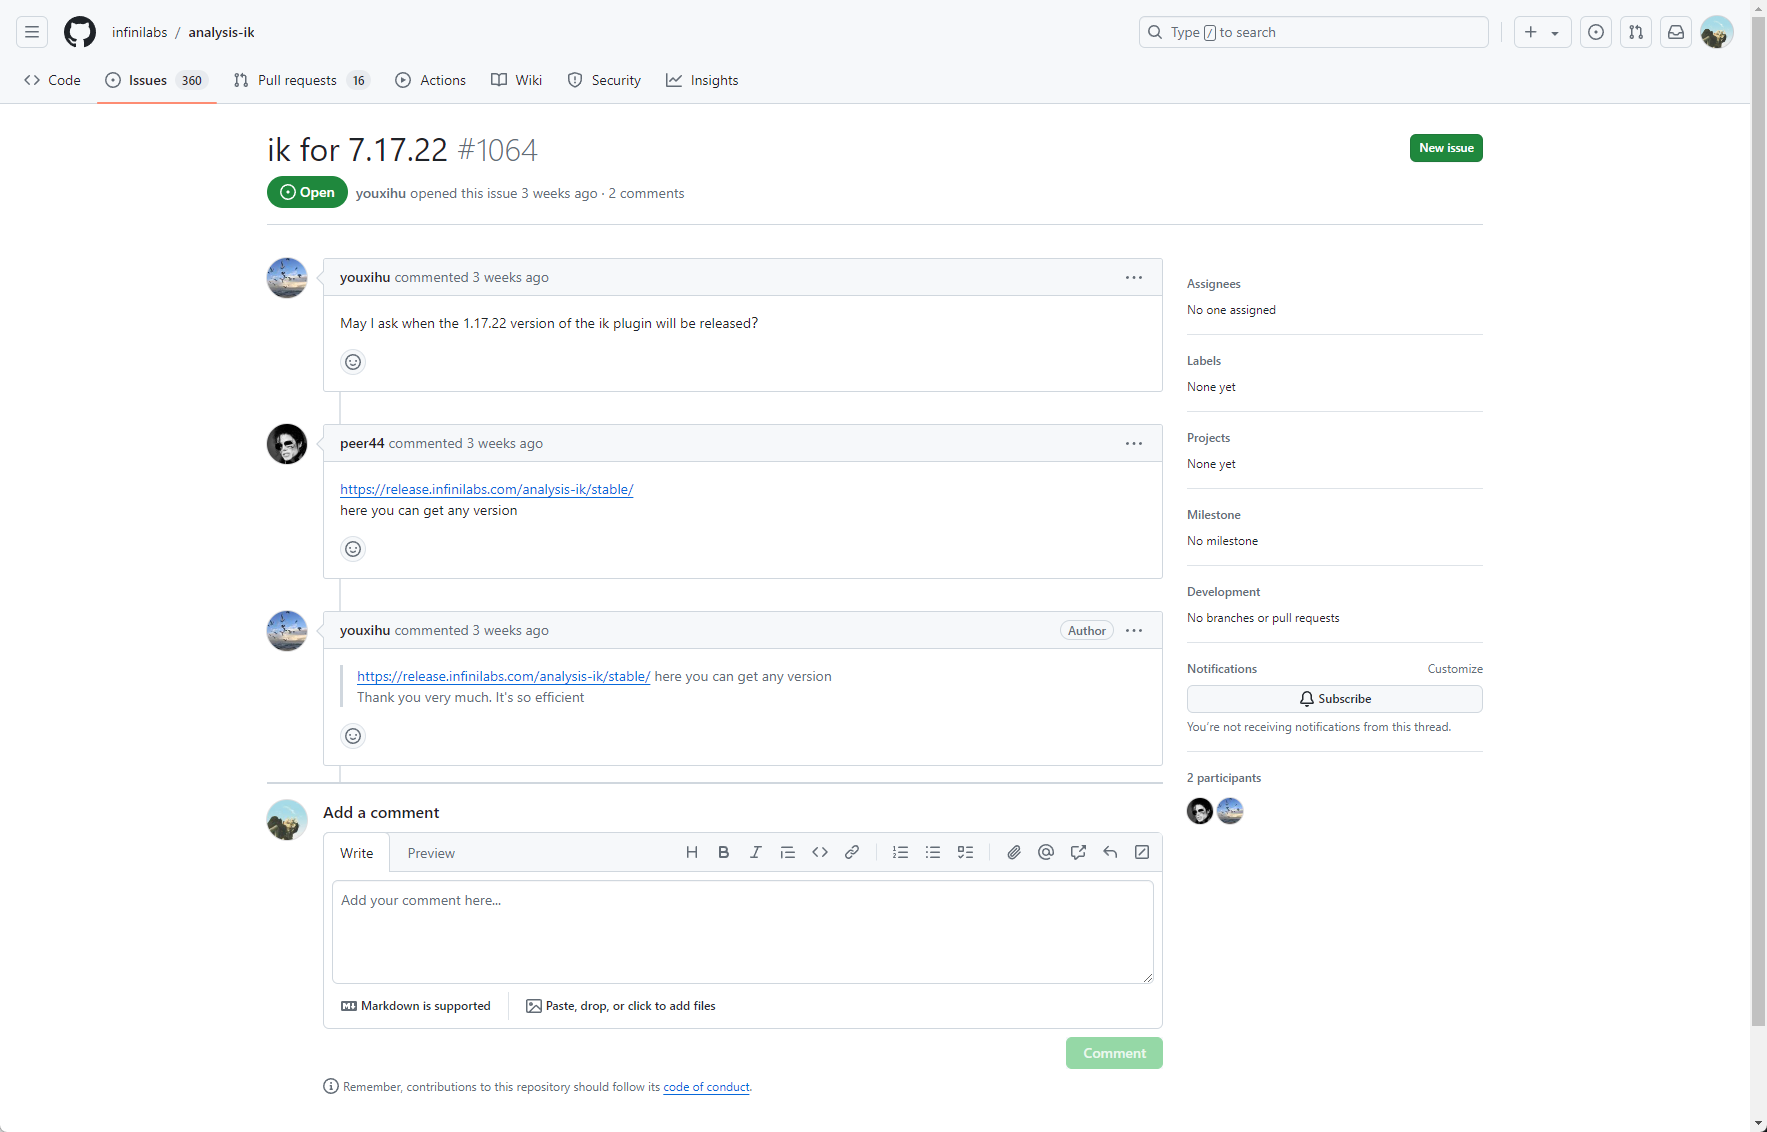 infinilabs / analysis-ik
Type / to search
Code
Issues 360
Pull requests 16
Actions
Wiki
Security
Insights
ik for 7.17.22 #1064
New issue
Open
youxihu opened this issue 3 weeks ago · 2 comments
youxihu commented 3 weeks ago
May I ask when the 1.17.22 version of the ik plugin will be released?
peer44 commented 3 weeks ago
https://release.infinilabs.com/analysis-ik/stable/
here you can get any version
youxihu commented 3 weeks ago
Author
https://release.infinilabs.com/analysis-ik/stable/ here you can get any version
Thank you very much. It's so efficient
Add a comment
Write
Preview
Add your comment here...
Markdown is supported
Paste, drop, or click to add files
Comment
Remember, contributions to this repository should follow its code of conduct.
Assignees
No one assigned
Labels
None yet
Projects
None yet
Milestone
No milestone
Development
No branches or pull requests
Notifications
Customize
Subscribe
You're not receiving notifications from this thread.
2 participants